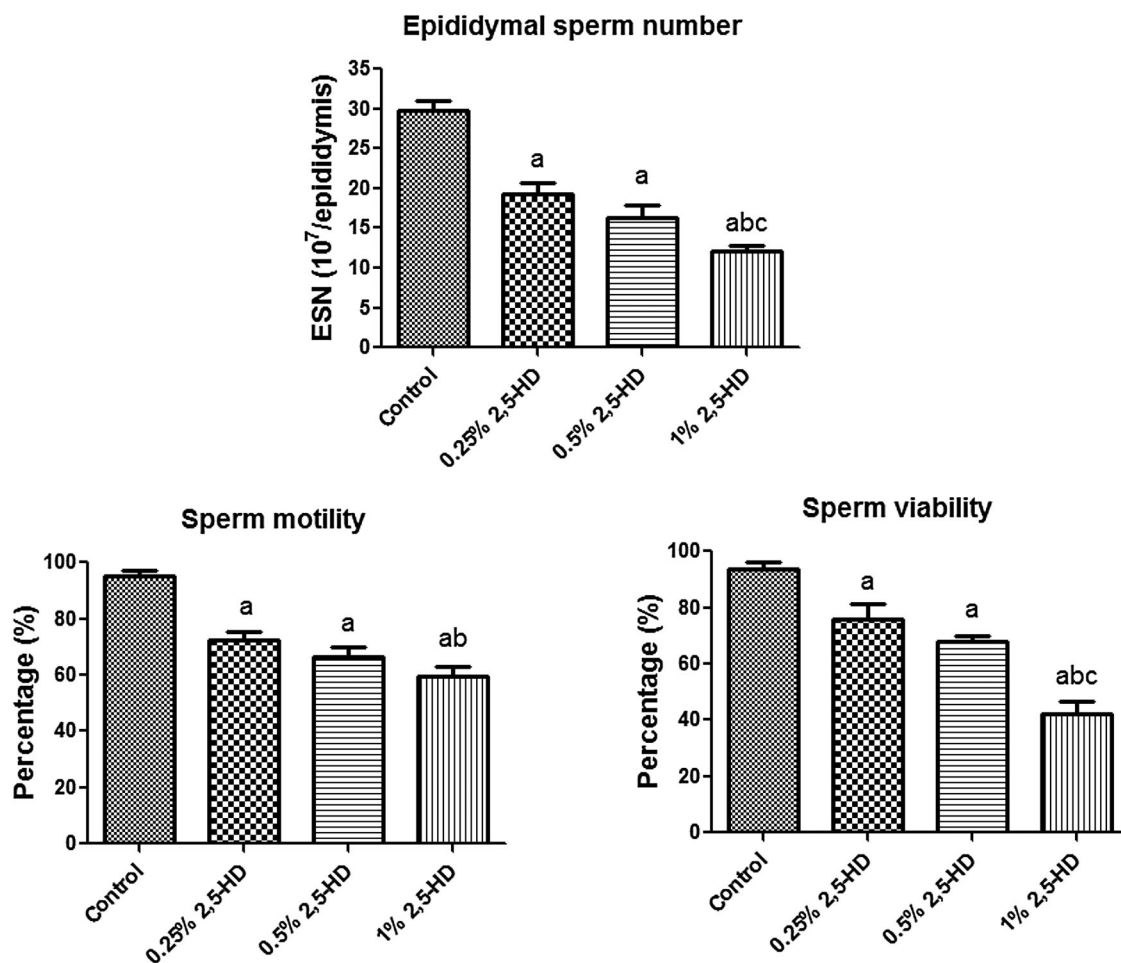 Epididymal sperm number
ESN (10⁷/epididymis)
35
30
25
20
15
10
5
0
a
a
abc
Control
0.25% 2,5-HD
0.5% 2,5-HD
1% 2,5-HD
Sperm motility
Percentage (%)
100
80
60
40
20
0
a
a
ab
Control
0.25% 2,5-HD
0.5% 2,5-HD
1% 2,5-HD
Sperm viability
Percentage (%)
100
80
60
40
20
0
a
a
abc
Control
0.25% 2,5-HD
0.5% 2,5-HD
1% 2,5-HD